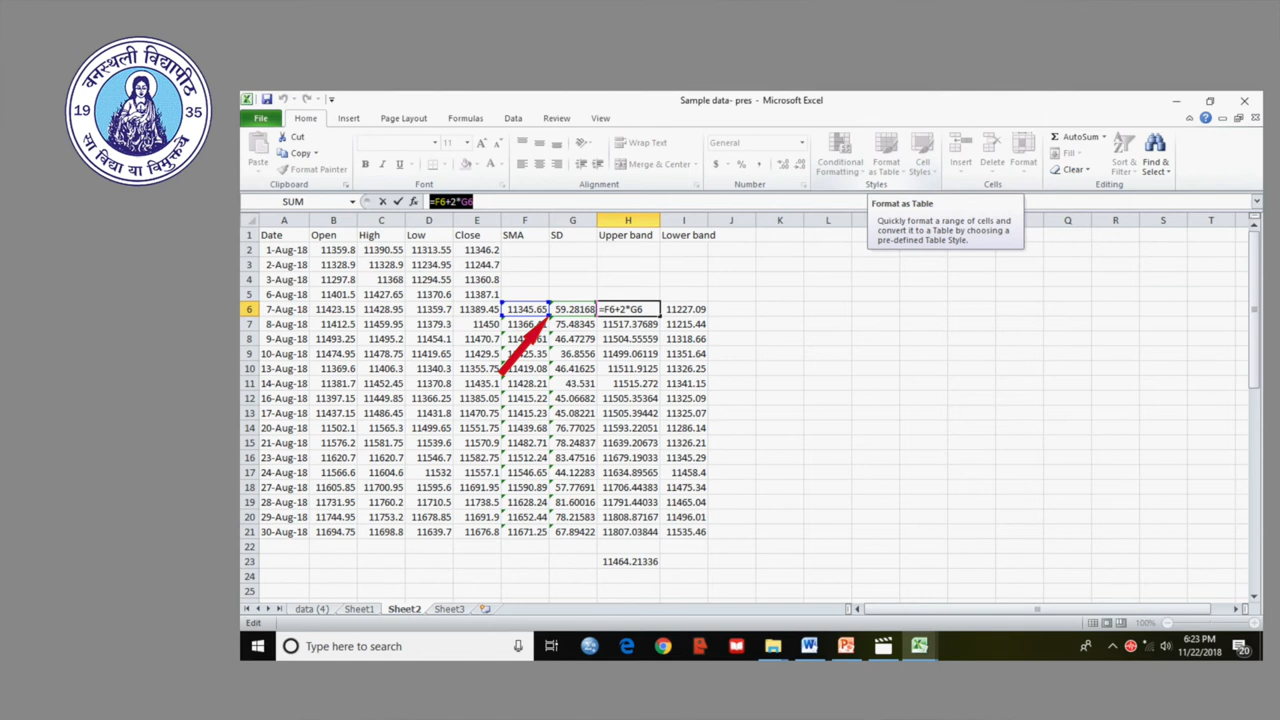 वनस्थली विद्यापीठ
19 35
सा विद्या या विमुक्तये
Sample data- pres - Microsoft Excel
File Home Insert Page Layout Formulas Data Review View
Cut
Copy
Format Painter
Paste
Clipboard
11
B I U
Font
Wrap Text
Merge & Center
Alignment
General
$ % ,
Number
Conditional Formatting
Format as Table
Cell Styles
Styles
Insert Delete Format
Cells
AutoSum
Fill
Clear
Sort & Filter
Find & Select
Editing
SUM =F6+2*G6
Format as Table
Quickly format a range of cells and
convert it to a Table by choosing a
pre-defined Table Style.
A B C D E F G H I J K L Q R S T
1 Date Open High Low Close SMA SD Upper band Lower band
2 1-Aug-18 11359.8 11390.55 11313.55 11346.2
3 2-Aug-18 11328.9 11328.9 11234.95 11244.7
4 3-Aug-18 11297.8 11368 11294.55 11360.8
5 6-Aug-18 11401.5 11427.65 11370.6 11387.1
6 7-Aug-18 11423.15 11428.95 11359.7 11389.45 11345.65 59.28168 =F6+2*G6 11227.09
7 8-Aug-18 11412.5 11459.95 11379.3 11450 75.48345 11517.37689 11215.44
8 9-Aug-18 11493.25 11495.2 11454.1 11470.7 46.47279 11504.55559 11318.66
9 10-Aug-18 11474.95 11478.75 11419.65 11429.5 36.8556 11499.06119 11351.64
10 13-Aug-18 11369.6 11406.3 11340.3 11355.75 11419.08 46.41625 11511.9125 11326.25
11 14-Aug-18 11381.7 11452.45 11370.8 11435.1 11428.21 43.531 11515.272 11341.15
12 16-Aug-18 11397.15 11449.85 11366.25 11385.05 11415.22 45.06682 11505.35364 11325.09
13 17-Aug-18 11437.15 11486.45 11431.8 11470.75 11415.23 45.08221 11505.39442 11325.07
14 20-Aug-18 11502.1 11565.3 11499.65 11551.75 11439.68 76.77025 11593.22051 11286.14
15 21-Aug-18 11576.2 11581.75 11539.6 11570.9 11482.71 78.24837 11639.20673 11326.21
16 23-Aug-18 11620.7 11620.7 11546.7 11582.75 11512.24 83.47516 11679.19033 11345.29
17 24-Aug-18 11566.6 11604.6 11532 11557.1 11546.65 44.12283 11634.89565 11458.4
18 27-Aug-18 11605.85 11700.95 11595.6 11691.95 11590.89 57.77691 11706.44383 11475.34
19 28-Aug-18 11731.95 11760.2 11710.5 11738.5 11628.24 81.60016 11791.44033 11465.04
20 29-Aug-18 11744.95 11753.2 11678.85 11691.9 11652.44 78.21583 11808.87167 11496.01
21 30-Aug-18 11694.75 11698.8 11639.7 11676.8 11671.25 67.89422 11807.03844 11535.46
22
23 11464.21336
24
25
data (4) Sheet1 Sheet2 Sheet3
Edit 100%
Type here to search
6:23 PM
11/22/2018
20